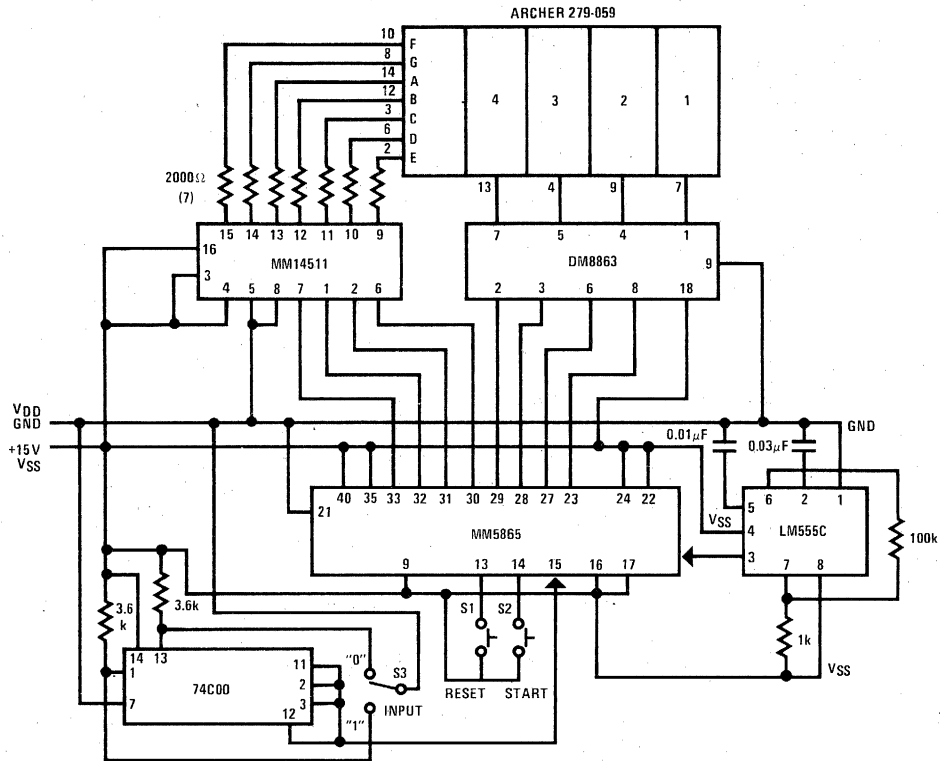 ARCHER 279-059
10 F
8 G
14 A
12 B
3 C
6 D
2 E
4 3 2 1
13 4 9 7
2000Ω
(7)
15 14 13 12 11 10 9
16
3
MM14511
4 5 8 7 1 2 6
7 5 4 1
DM8863
9
2 3 6 8 18
VDD
GND
+15V
VSS
0.01µF
0.03µF
GND
40 35 33 32 31 30 29 28 27 23 24 22
21
MM5865
9 13 14 15 16 17
VSS
6 2 1
5
4
3
LM555C
7 8
100k
1k
VSS
S1 S2
RESET START
3.6
k
3.6k
14 13
1
7
74C00
11
2
3
12
"0"
S3
INPUT
"1"